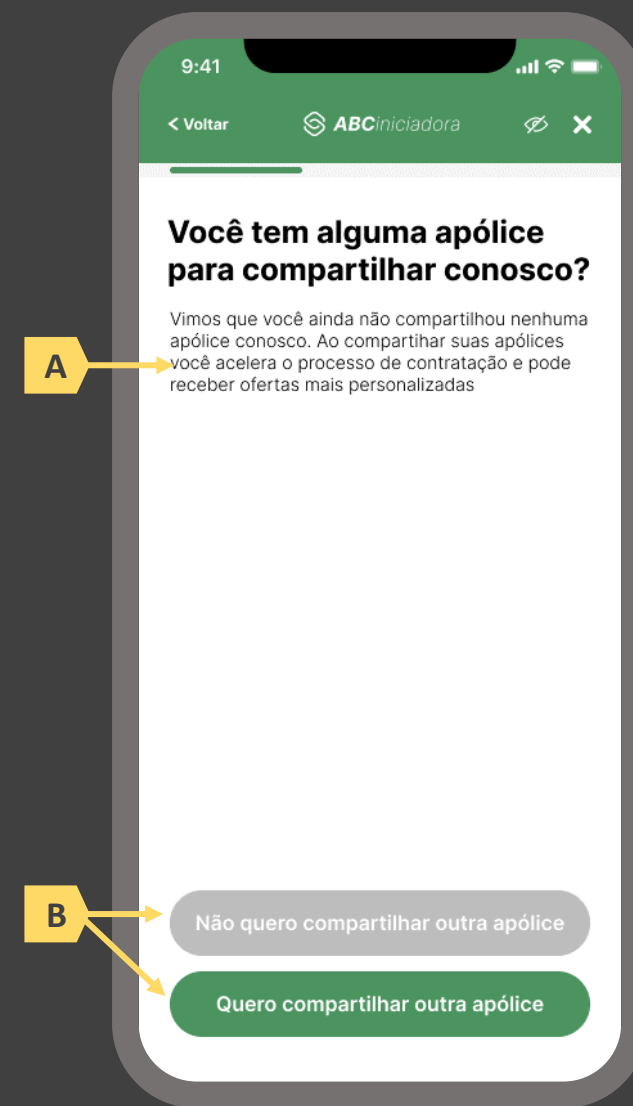 9:41
Voltar
ABCiniciadora
Você tem alguma apólice
para compartilhar conosco?
Vimos que você ainda não compartilhou nenhuma
apólice conosco. Ao compartihar suas apólices
você acelera o processo de contratação e pode
receber ofertas mais personalizadas
A
B
Não quero compartilhar outra apólice
Quero compartilhar outra apólice